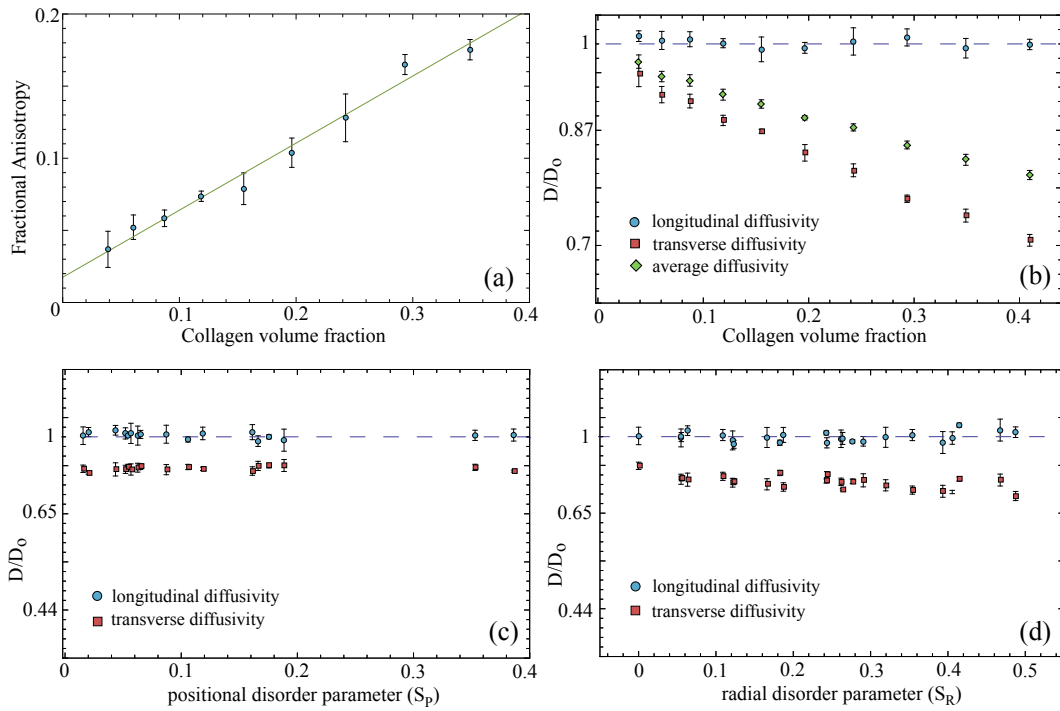 0.2
0.1
0
Fractional Anisotropy
(a)
0.1
0.2
0.3
0.4
Collagen volume fraction
1
0.87
0.7
D/Do
longitudinal diffusivity
transverse diffusivity
average diffusivity
(b)
0
0.1
0.2
0.3
0.4
Collagen volume fraction
1
0.65
0.44
D/Do
(c)
longitudinal diffusivity
transverse diffusivity
0
0.1
0.2
0.3
0.4
positional disorder parameter (SP)
1
0.65
0.44
D/Do
longitudinal diffusivity
transverse diffusivity
(d)
0
0.1
0.2
0.3
0.4
0.5
radial disorder parameter (SR)